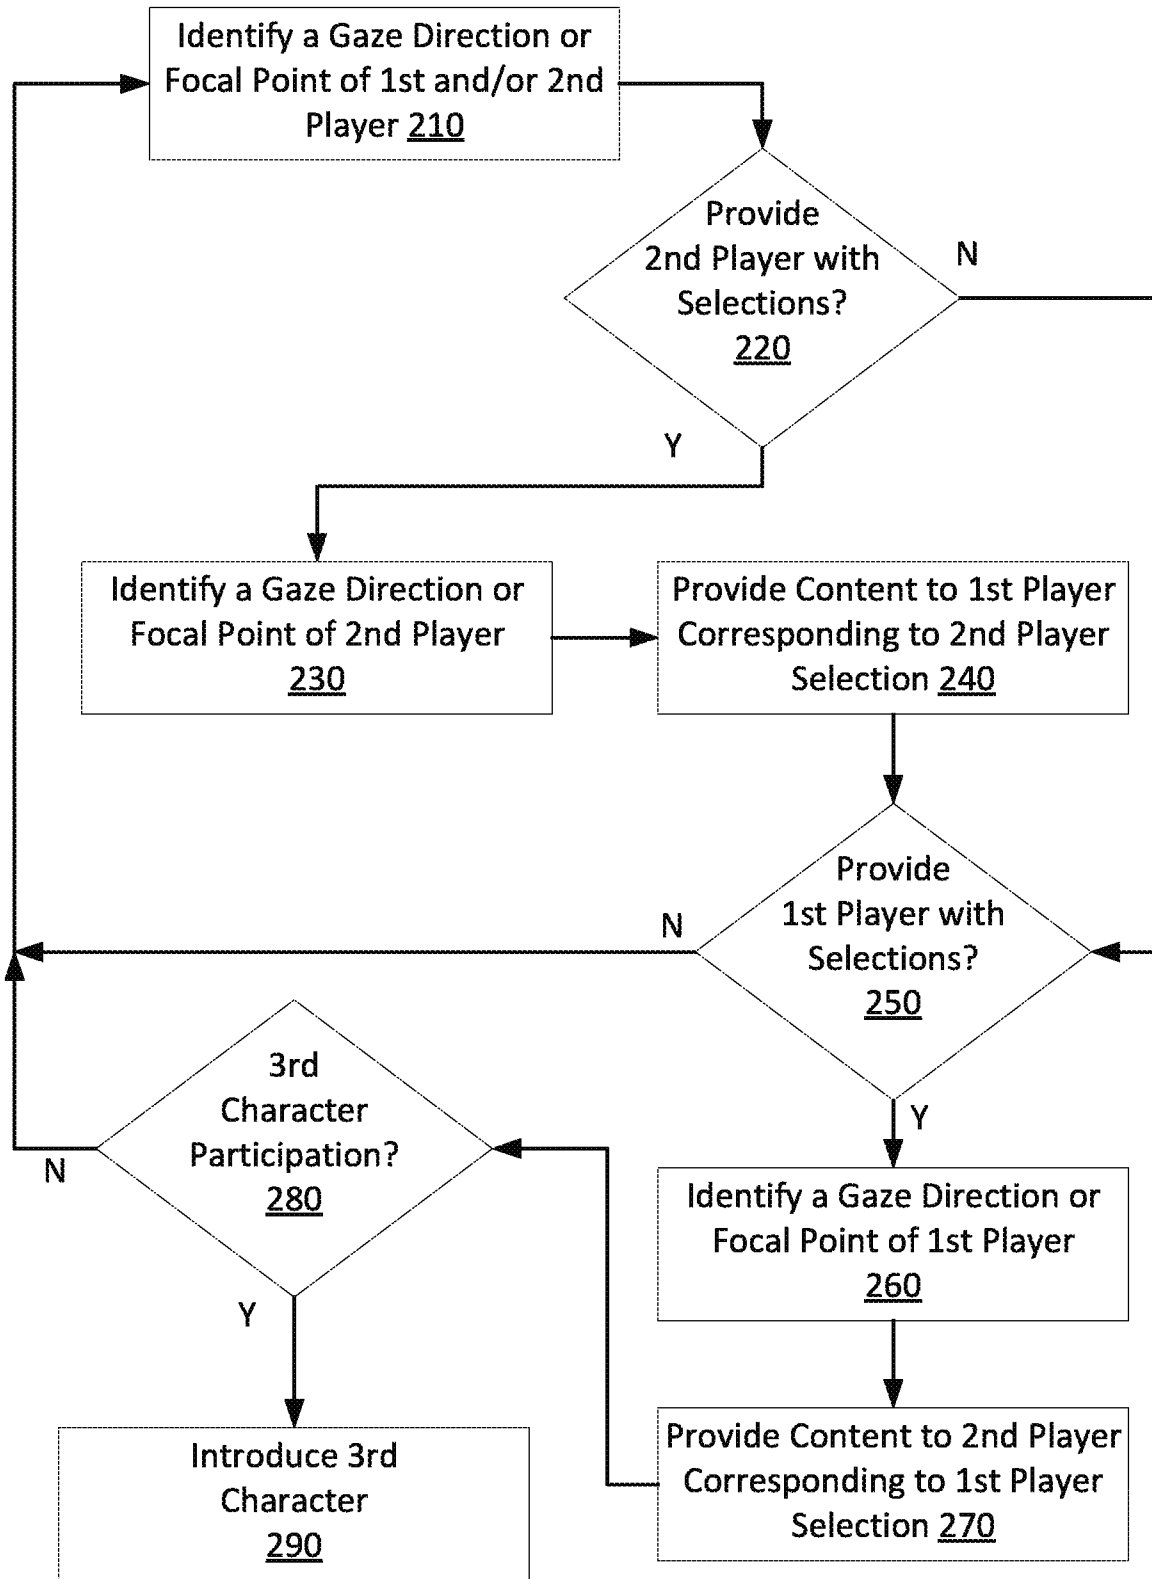 Identify a Gaze Direction or
Focal Point of 1st and/or 2nd
Player 210
Provide
2nd Player with
Selections?
220
N
Y
Identify a Gaze Direction or
Focal Point of 2nd Player
230
Provide Content to 1st Player
Corresponding to 2nd Player
Selection 240
Provide
1st Player with
Selections?
250
N
Y
Identify a Gaze Direction or
Focal Point of 1st Player
260
Provide Content to 2nd Player
Corresponding to 1st Player
Selection 270
3rd
Character
Participation?
280
N
Y
Introduce 3rd
Character
290